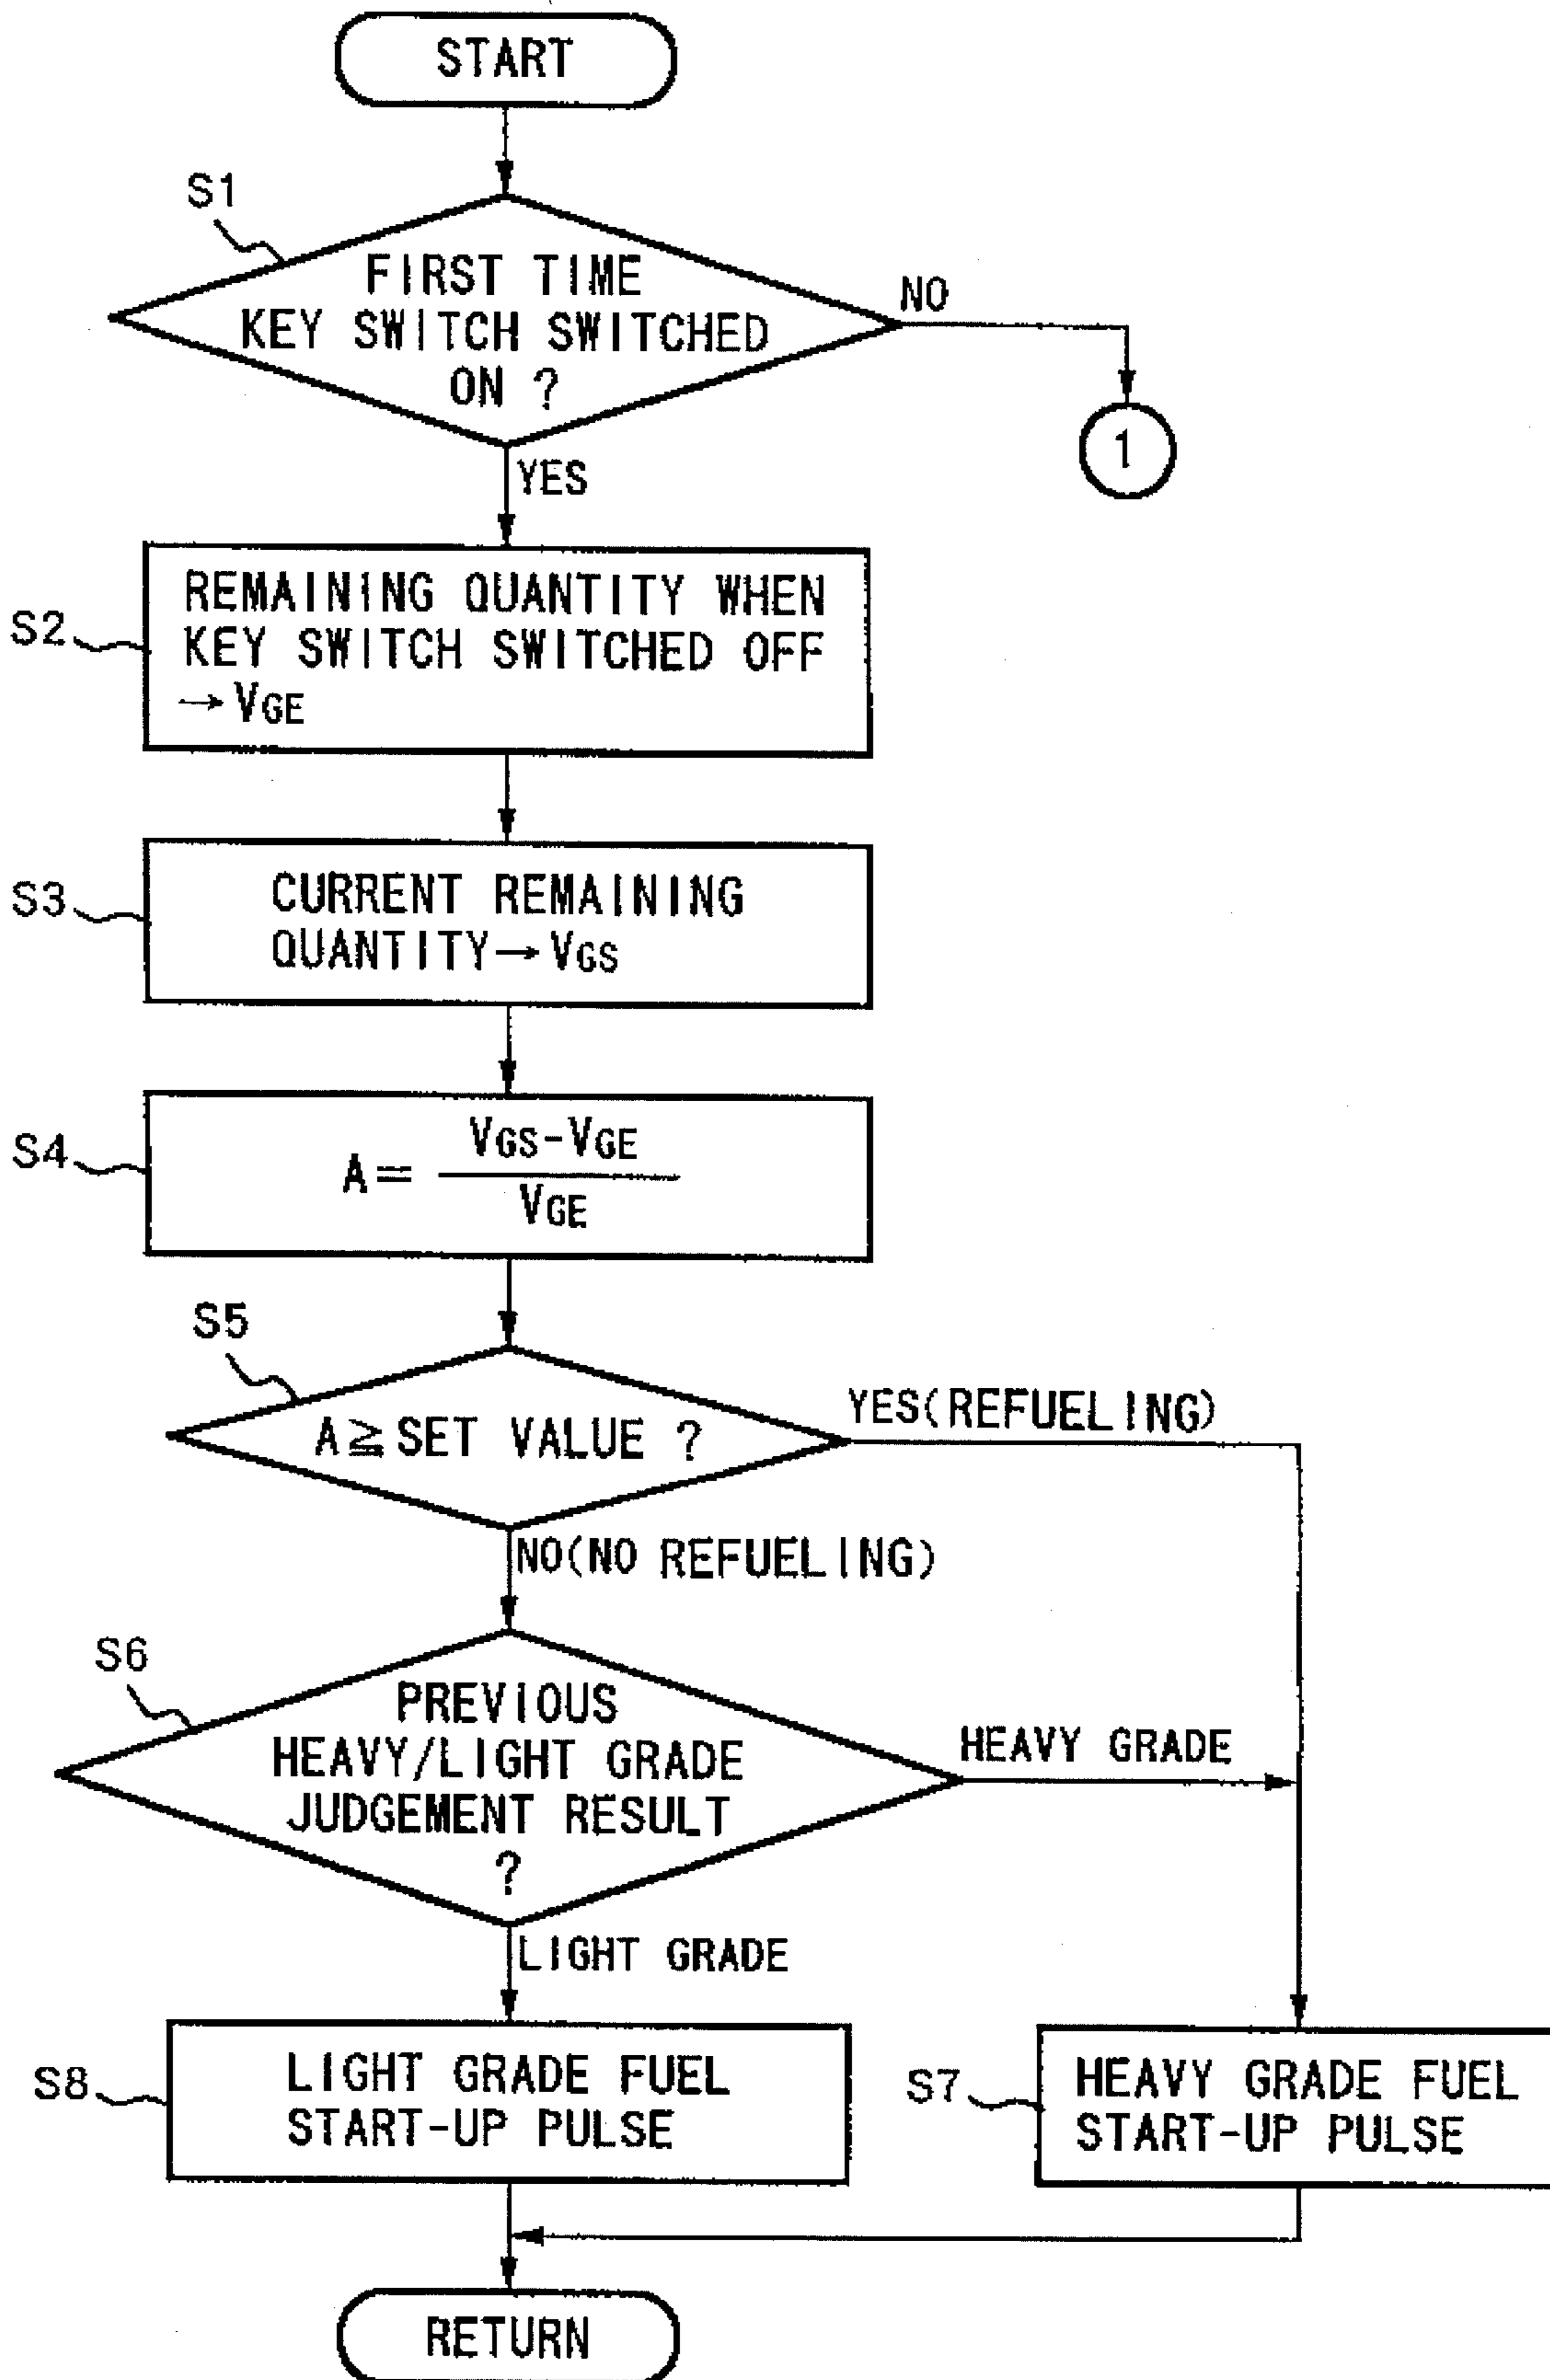 START
S1
FIRST TIME
KEY SWITCH SWITCHED
ON ?
NO
1
YES
S2
REMAINING QUANTITY WHEN
KEY SWITCH SWITCHED OFF
→ VGE
S3
CURRENT REMAINING
QUANTITY → VGS
S4
VGS-VGE
A=
VGE
S5
A≧SET VALUE ?
YES(REFUELING)
NO(NO REFUELING)
S6
PREVIOUS
HEAVY/LIGHT GRADE
JUDGEMENT RESULT
?
HEAVY GRADE
LIGHT GRADE
S8
LIGHT GRADE FUEL
START-UP PULSE
S7
HEAVY GRADE FUEL
START-UP PULSE
RETURN